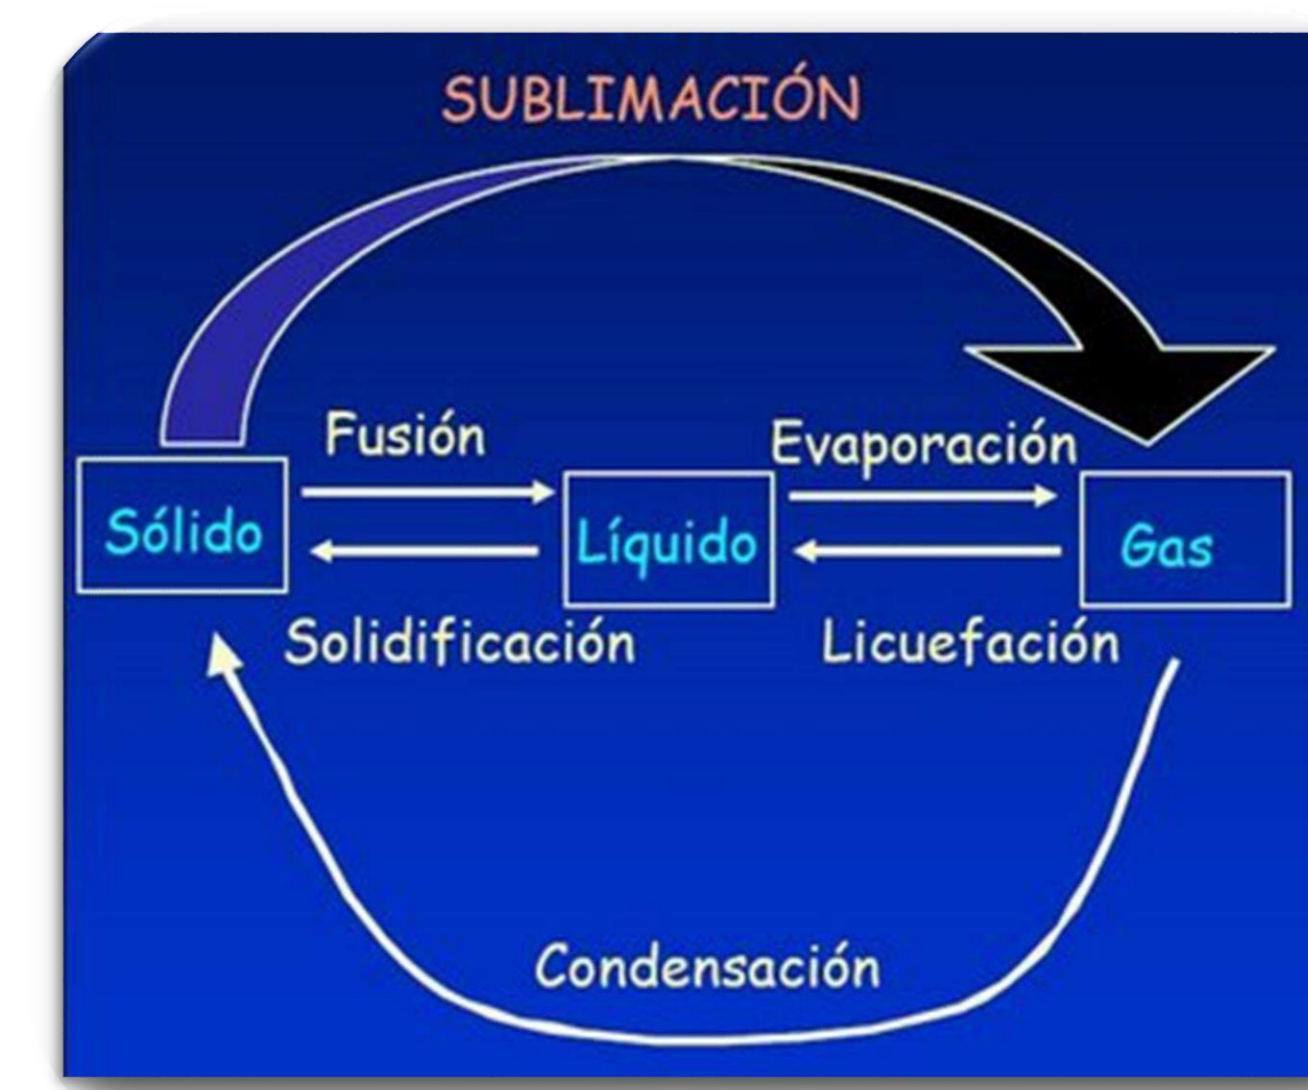 SUBLIMACIÓN
Fusión
Evaporación
Sólido
Líquido
Gas
Solidificación
Licuefación
Condensación